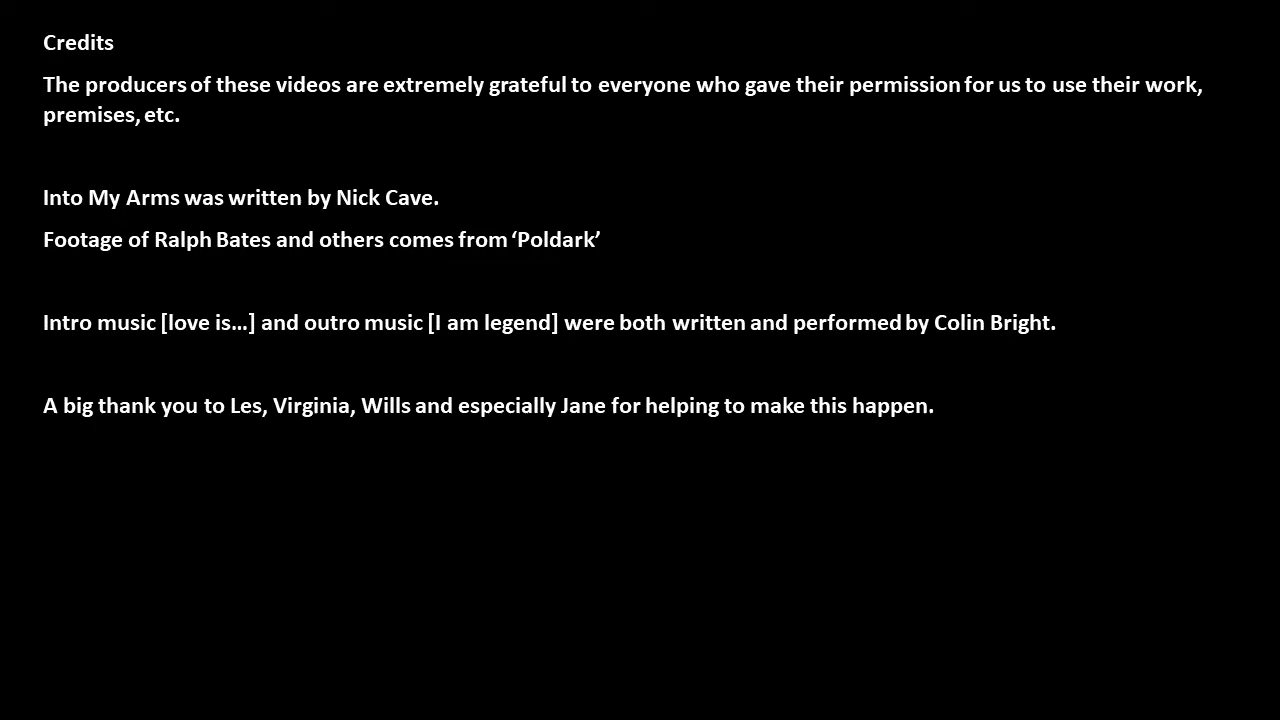 Credits
The producers of these videos are extremely grateful to everyone who gave their permission for us to use their work,
premises, etc.
Into My Arms was written by Nick Cave.
Footage of Ralph Bates and others comes from ‘Poldark’
Intro music [love is…] and outro music [I am legend] were both written and performed by Colin Bright.
A big thank you to Les, Virginia, Wills and especially Jane for helping to make this happen.